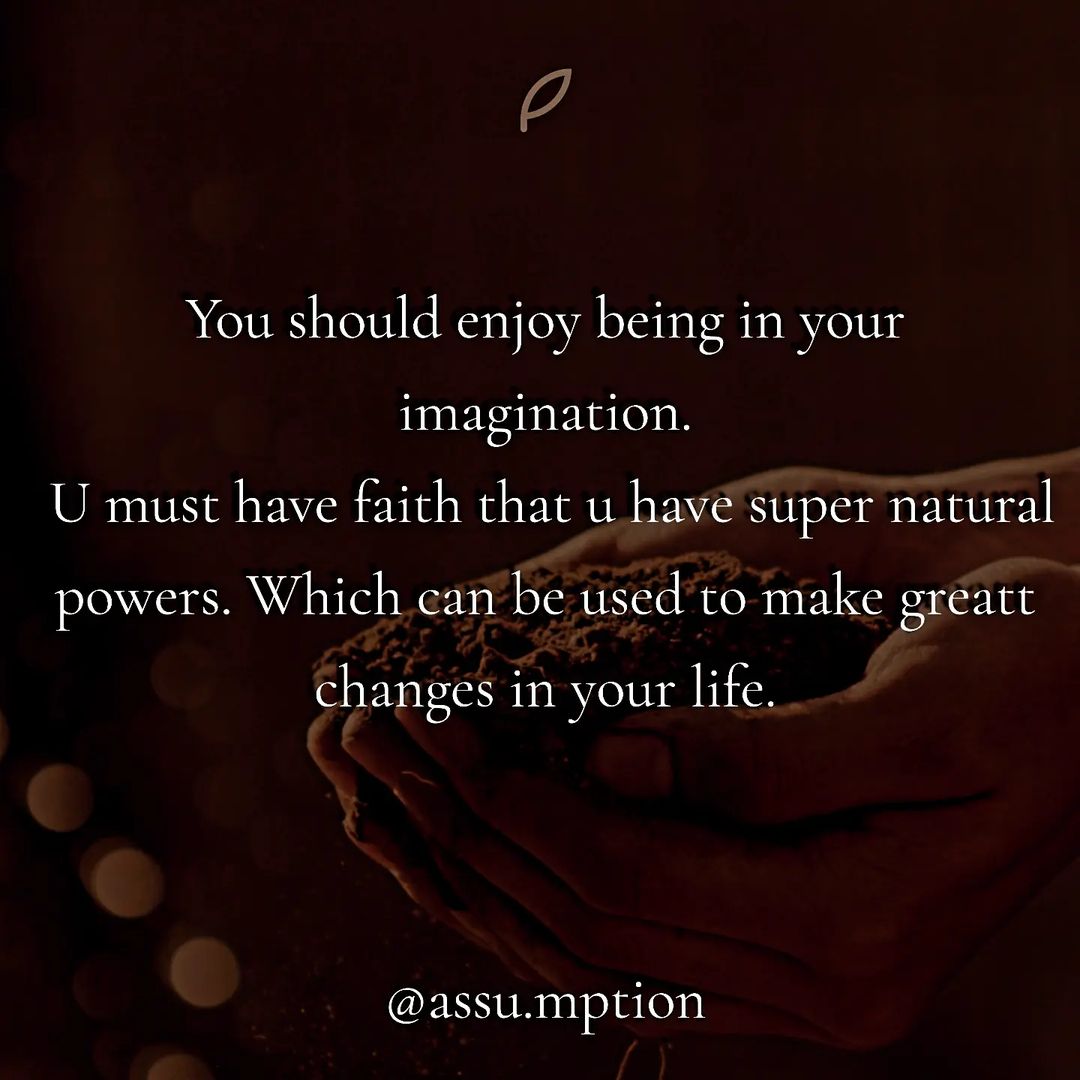 You should enjoy being in your
imagination.
U must have faith that u have super natural
powers. Which can be used to make greatt
changes in your life.
@assu.mption